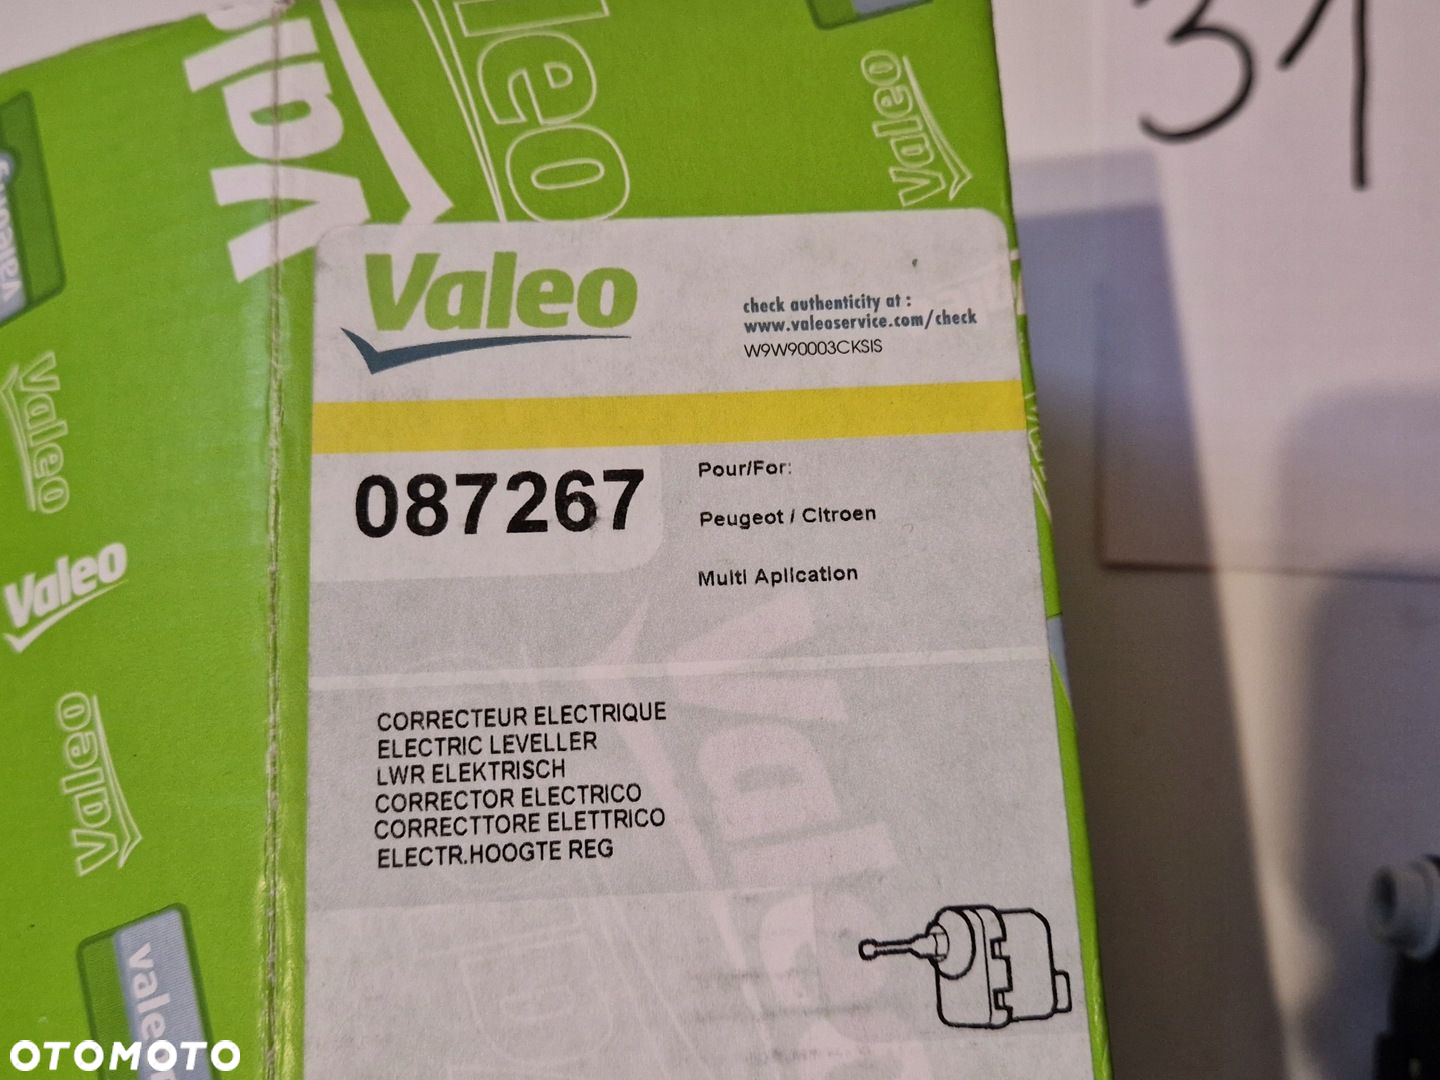 31
Valeo
leo
Valeo
Valeo
check authenticity at :
www.valeoservice.com/check
W9W90003CKSIS
087267
Pour/For:
Peugeot / Citroen
Multi Aplication
Valeo
Valeo
Valeo
CORRECTEUR ELECTRIQUE
ELECTRIC LEVELLER
LWR ELEKTRISCH
CORRECTOR ELECTRICO
CORRECTTORE ELETTRICO
ELECTR.HOOGTE REG
OTOMOTO